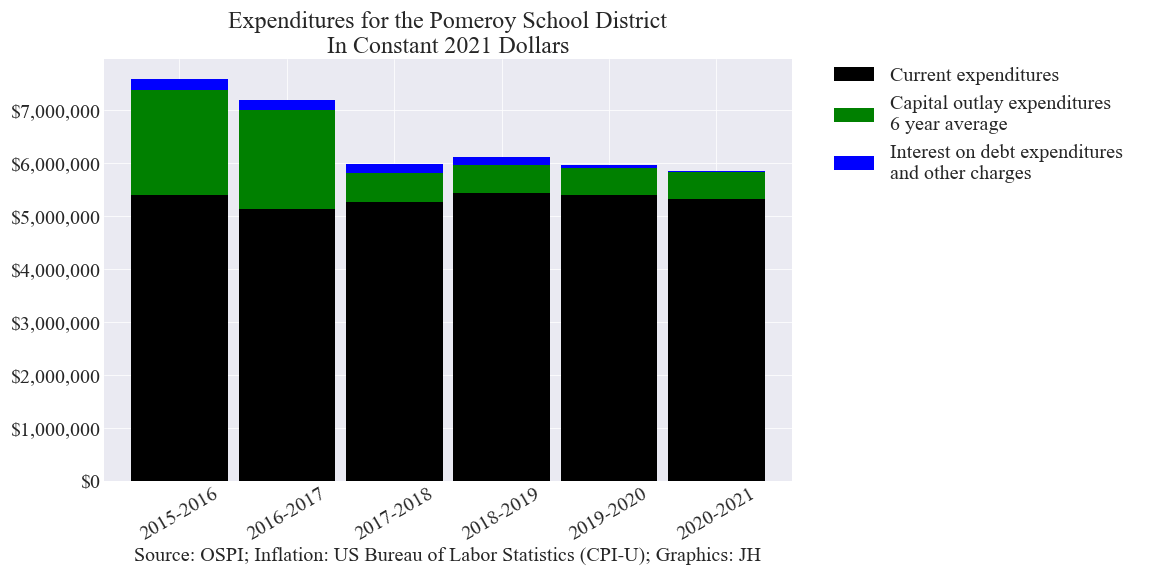 Expenditures for the Pomeroy School District
In Constant 2021 Dollars
$7,000,000
$6,000,000
$5,000,000
$4,000,000
$3,000,000
$2,000,000
$1,000,000
$0
2015-2016
2016-2017
2017-2018
2018-2019
2019-2020
2020-2021
Source: OSPI; Inflation: US Bureau of Labor Statistics (CPI-U); Graphics: JH
Current expenditures
Capital outlay expenditures
6 year average
Interest on debt expenditures
and other charges